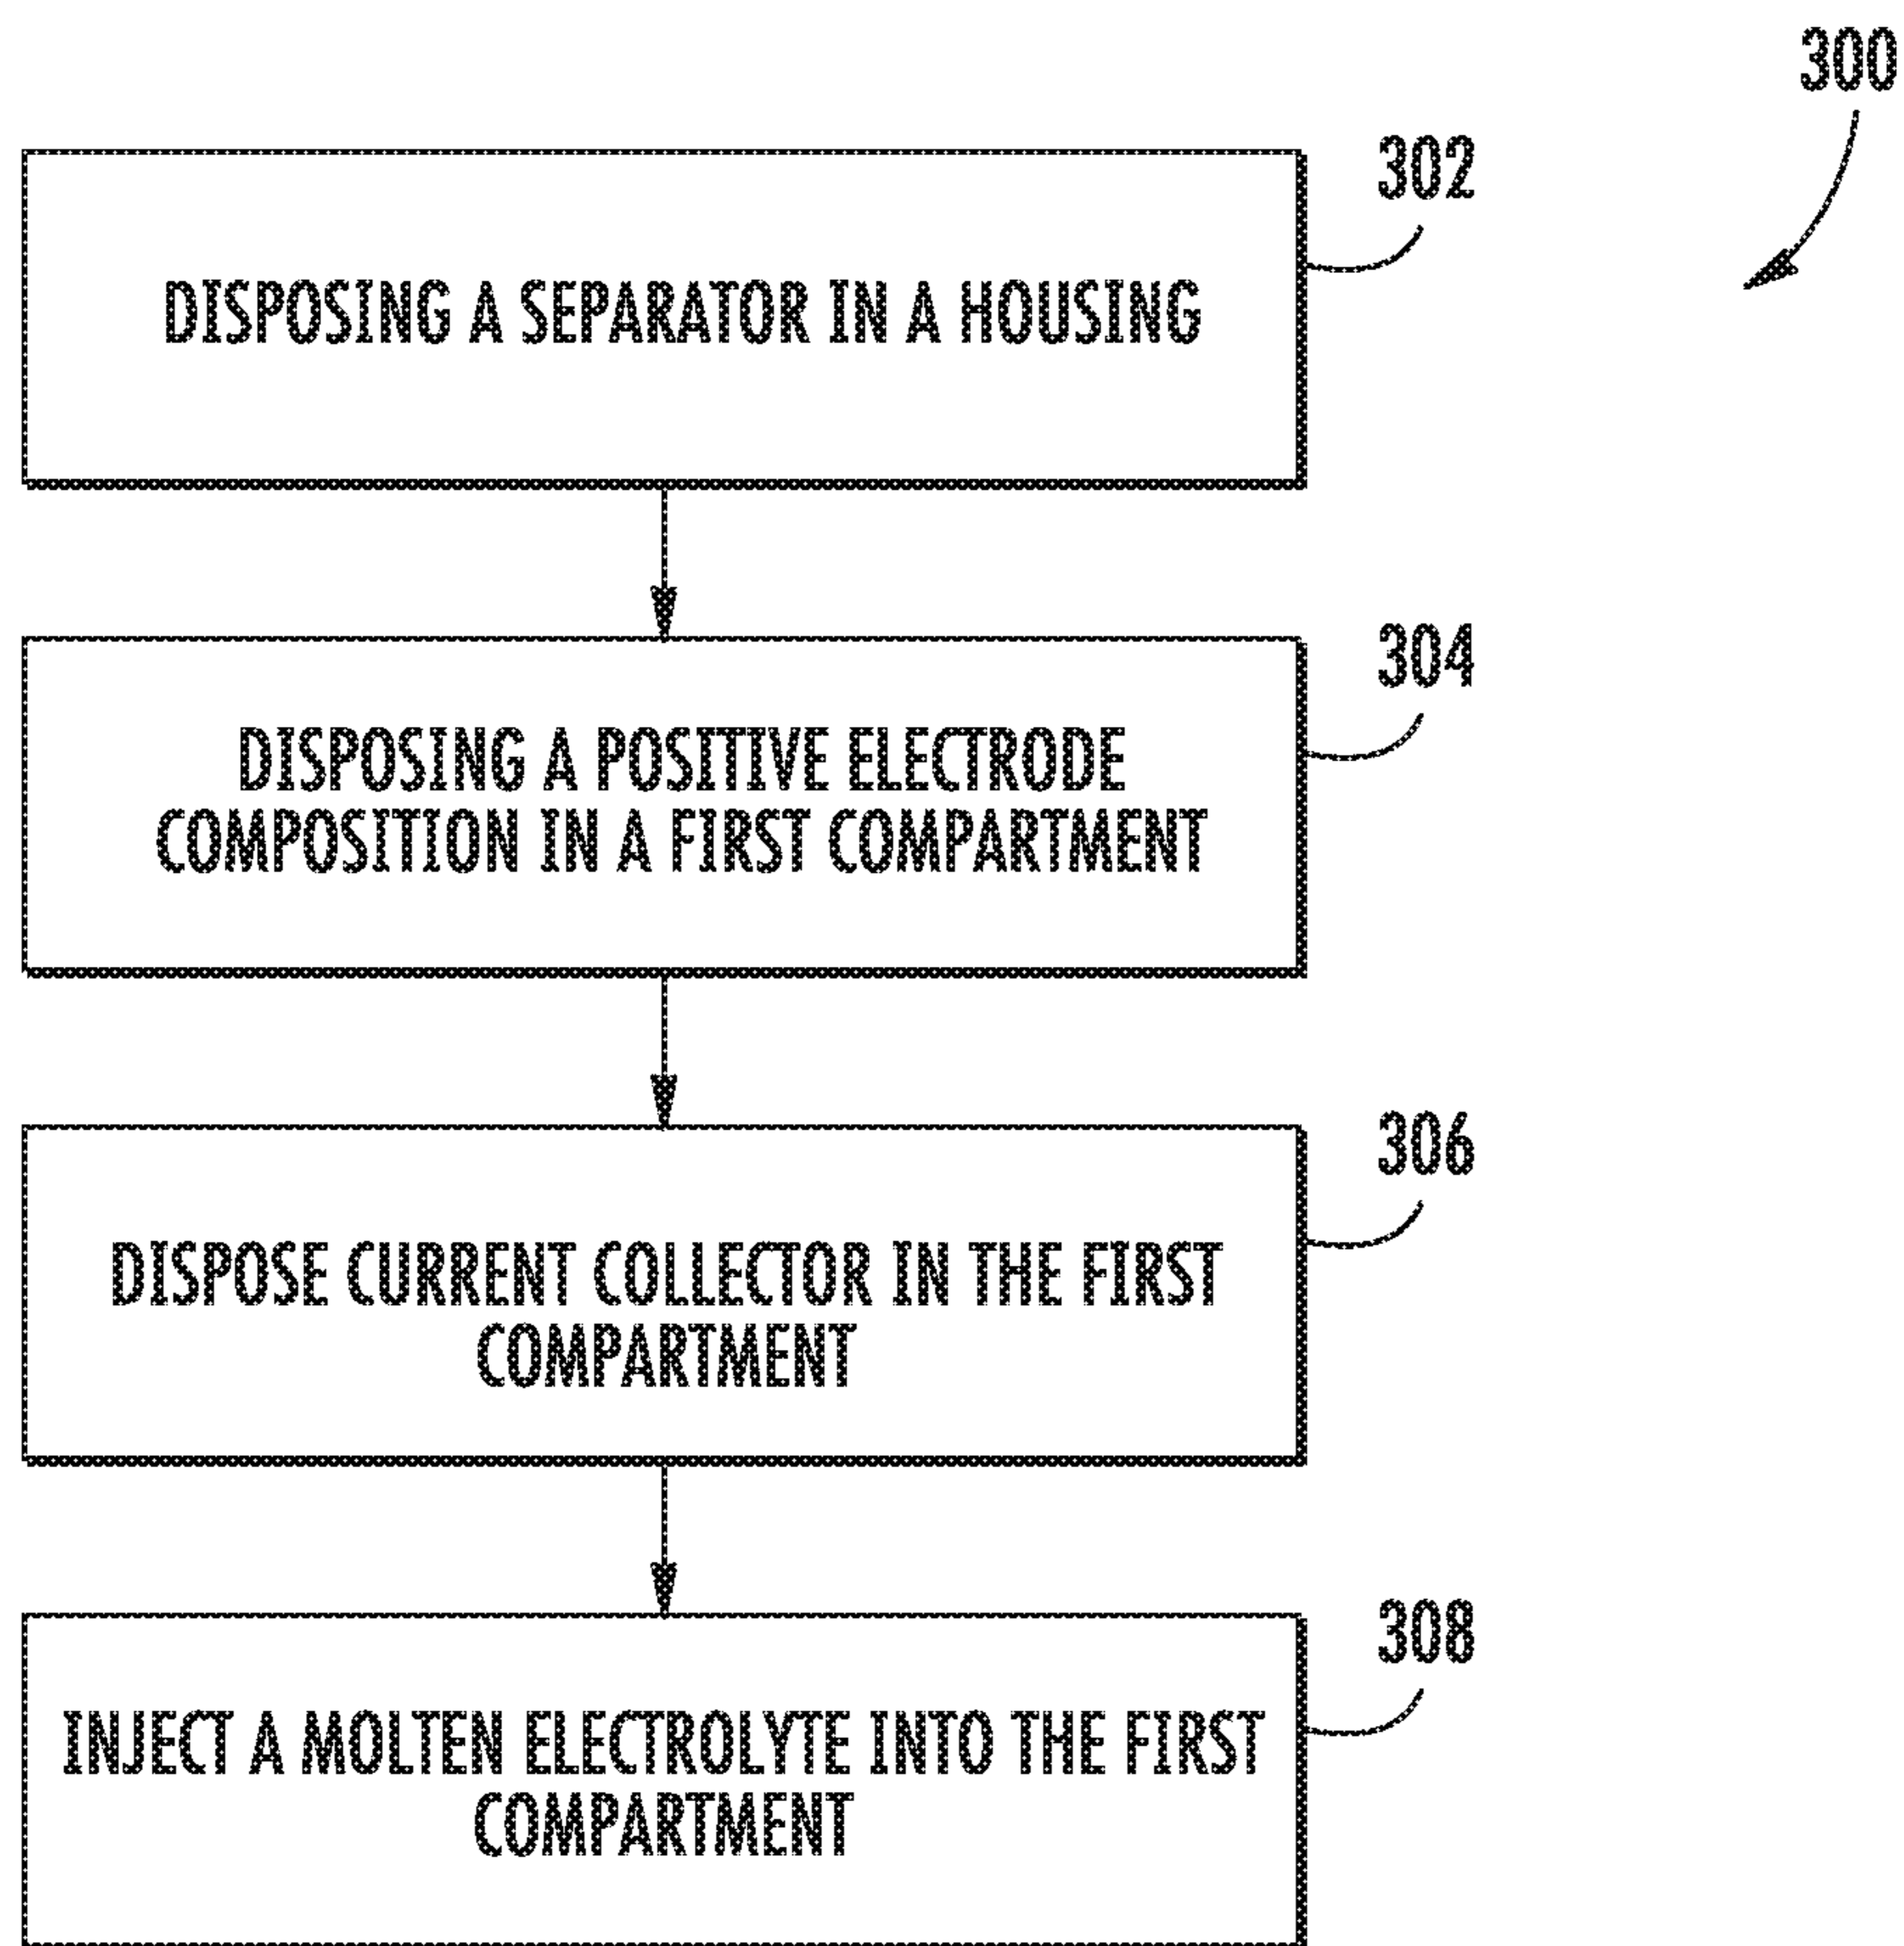 300
302
DISPOSING A SEPARATOR IN A HOUSING
304
DISPOSING A POSITIVE ELECTRODE
COMPOSITION IN A FIRST COMPARTMENT
306
DISPOSE CURRENT COLLECTOR IN THE FIRST
COMPARTMENT
308
INJECT A MOLTEN ELECTROLYTE INTO THE FIRST
COMPARTMENT